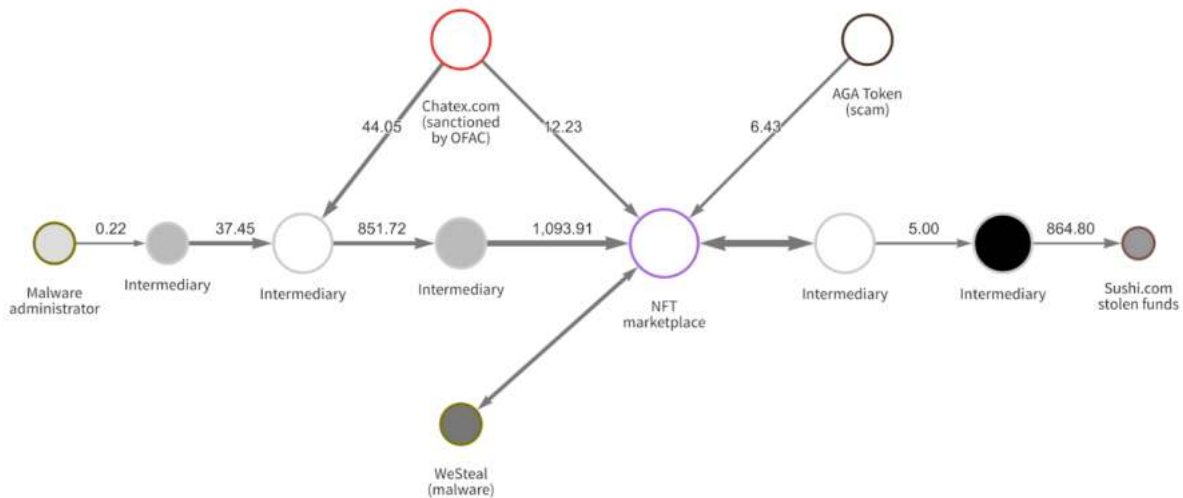 Chatex.com
(sanctioned
by OFAC)
AGA Token
(scam)
44.05
12.23
6.43
0.22
37.45
851.72
1,093.91
5.00
864.80
Malware
administrator
Intermediary
Intermediary
Intermediary
NFT
marketplace
Intermediary
Intermediary
Sushi.com
stolen funds
WeSteal
(malware)